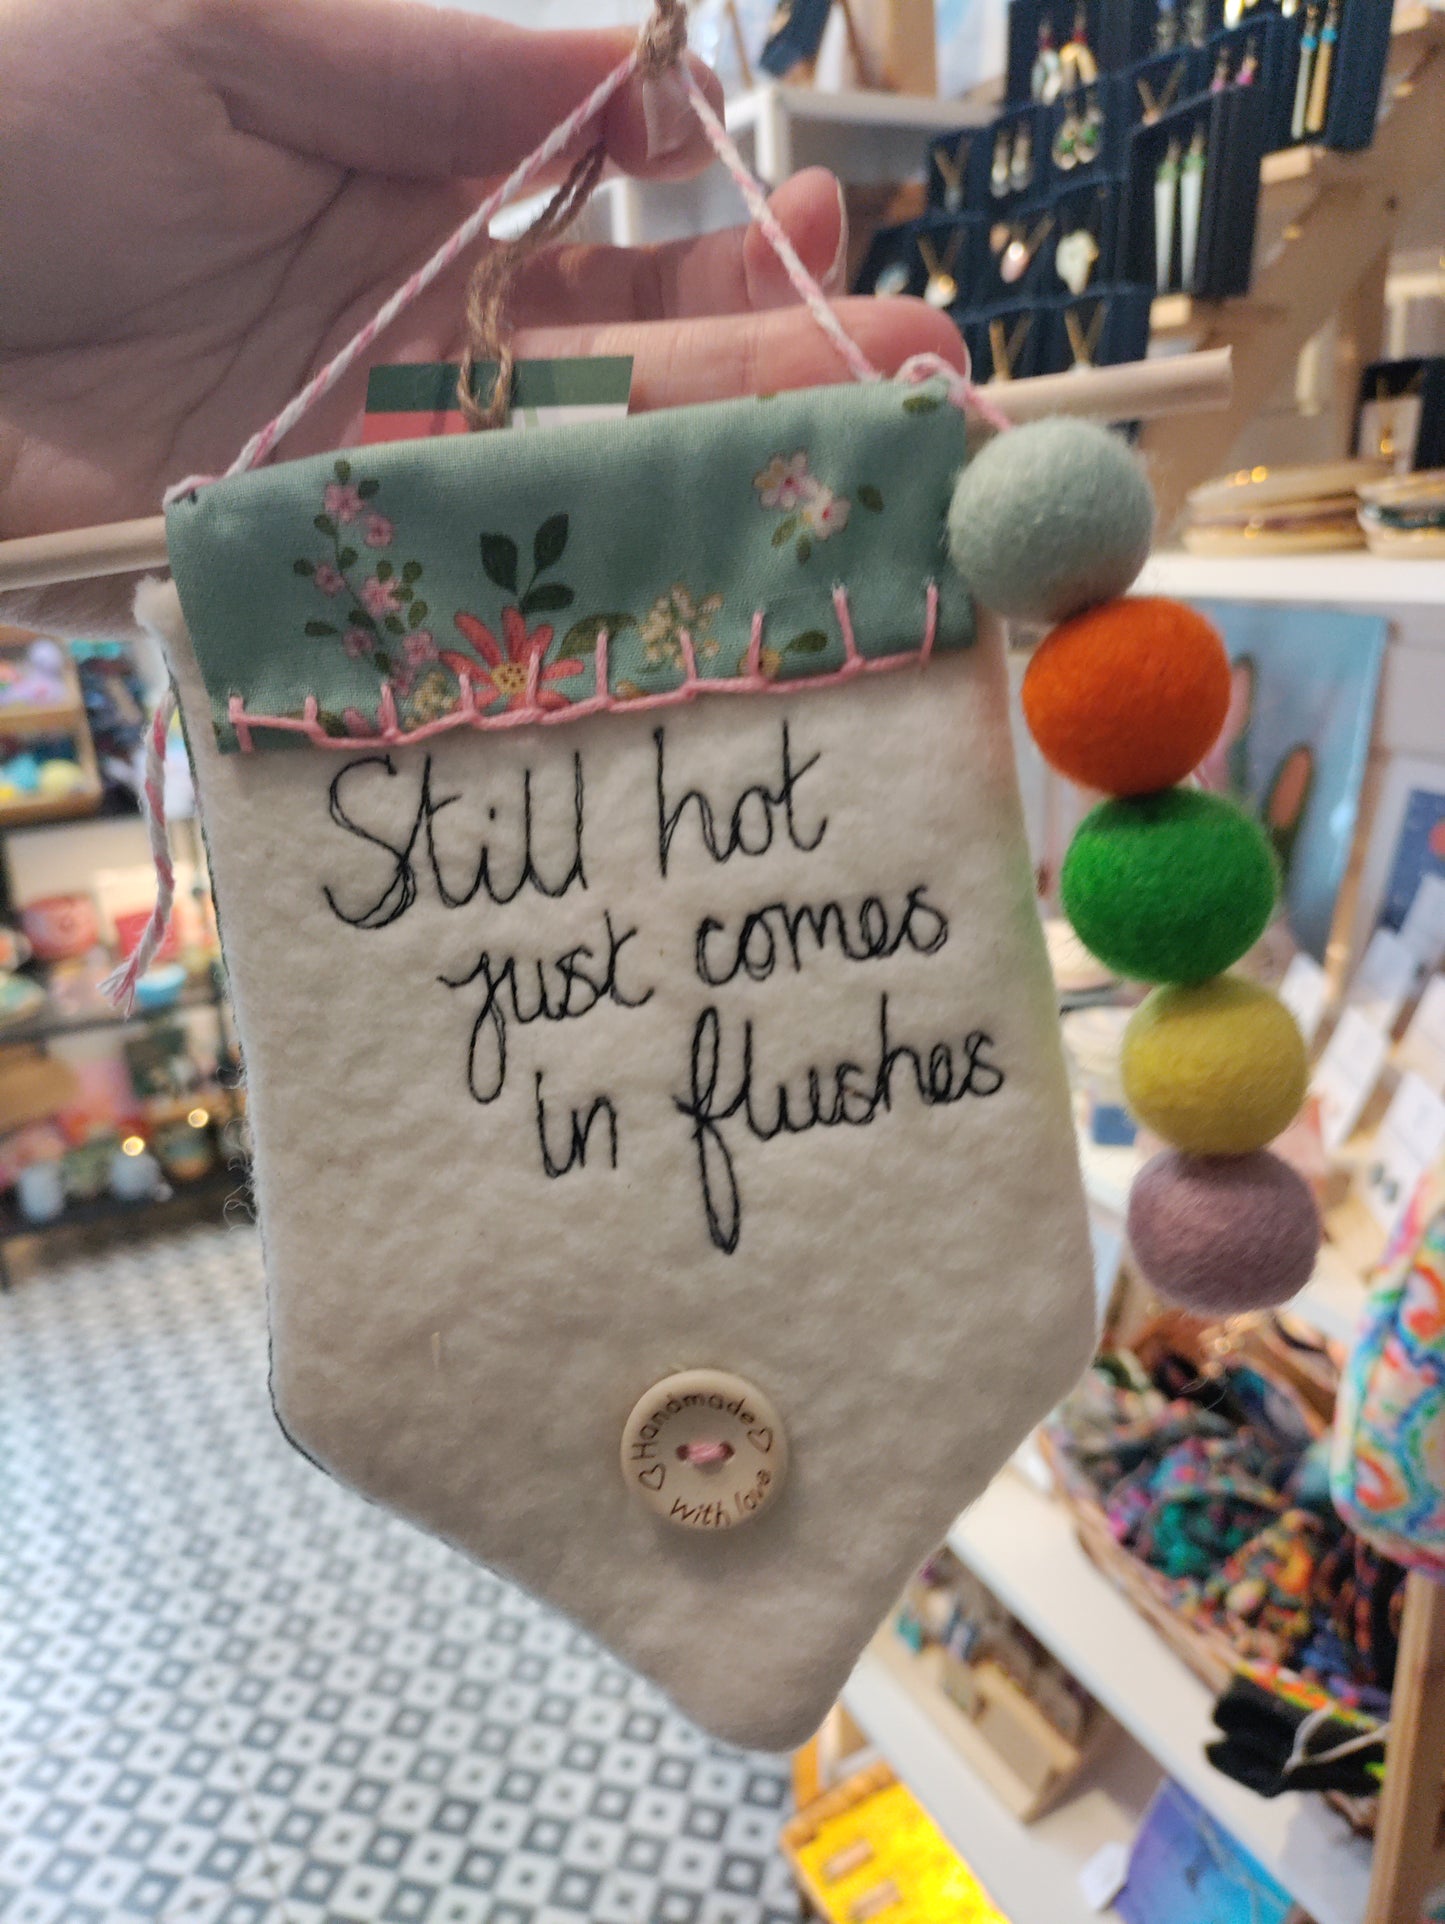 Still hot
just comes
in flushes
Handmade
with love